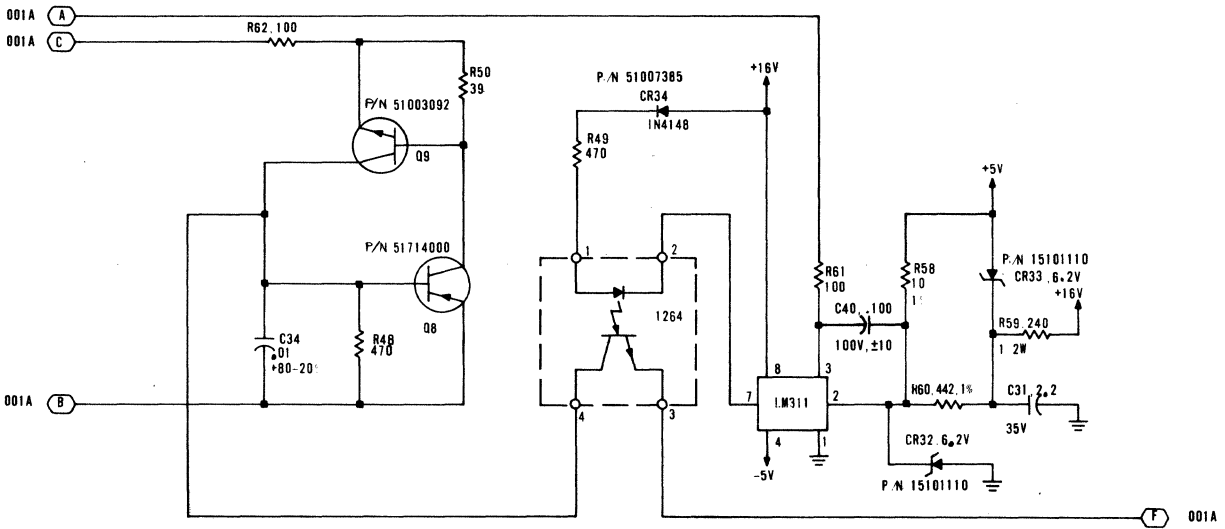 001A A
001A C
R62, 100
R50
39
P/N 51003092
Q9
P/N 51714000
Q8
C34
.01
+80-20%
R48
470
001A B
P/N 51007385
CR34
IN4148
+16V
R49
470
1
2
1264
4
3
R61
100
C40, .100
100V, ±10
+5V
R58
10
1%
P/N 15101110
CR33, 6.2V
+16V
R59, 240
1 2W
8
3
7
LM311
2
4
1
-5V
R60, 442, 1%
C31, 2.2
35V
CR32, 6.2V
P/N 15101110
F 001A